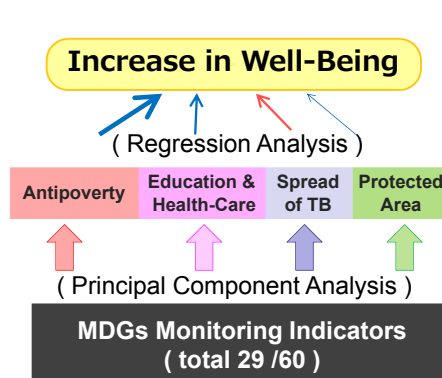 Increase in Well-Being
( Regression Analysis )
Antipoverty
Education &
Health-Care
Spread
of TB
Protected
Area
( Principal Component Analysis )
MDGs Monitoring Indicators
( total 29 /60 )